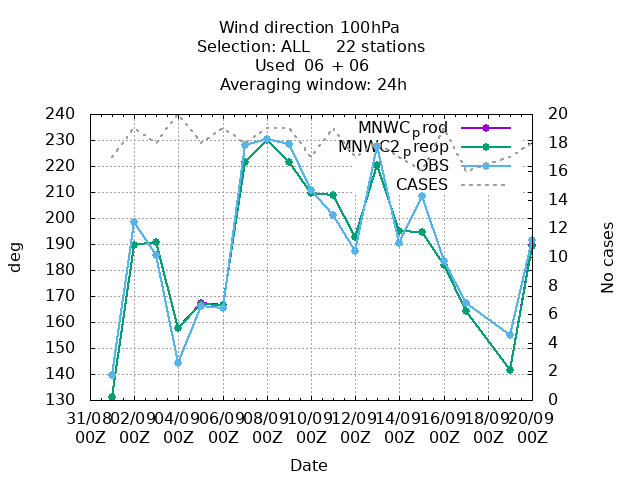 Wind direction 100hPa
Selection: ALL 22 stations
Used 06 + 06
Averaging window: 24h
240 20
MNWC_prod
230 18
MNWC2_preop
OBS
220 16
CASES
210 14
200 12
190 10
180 8
170 6
160 4
150 2
140 0
130
deg
No cases
31/08 02/09 04/09 06/09 08/09 10/09 12/09 14/09 16/09 18/09 20/09
00Z 00Z 00Z 00Z 00Z 00Z 00Z 00Z 00Z 00Z 00Z
Date